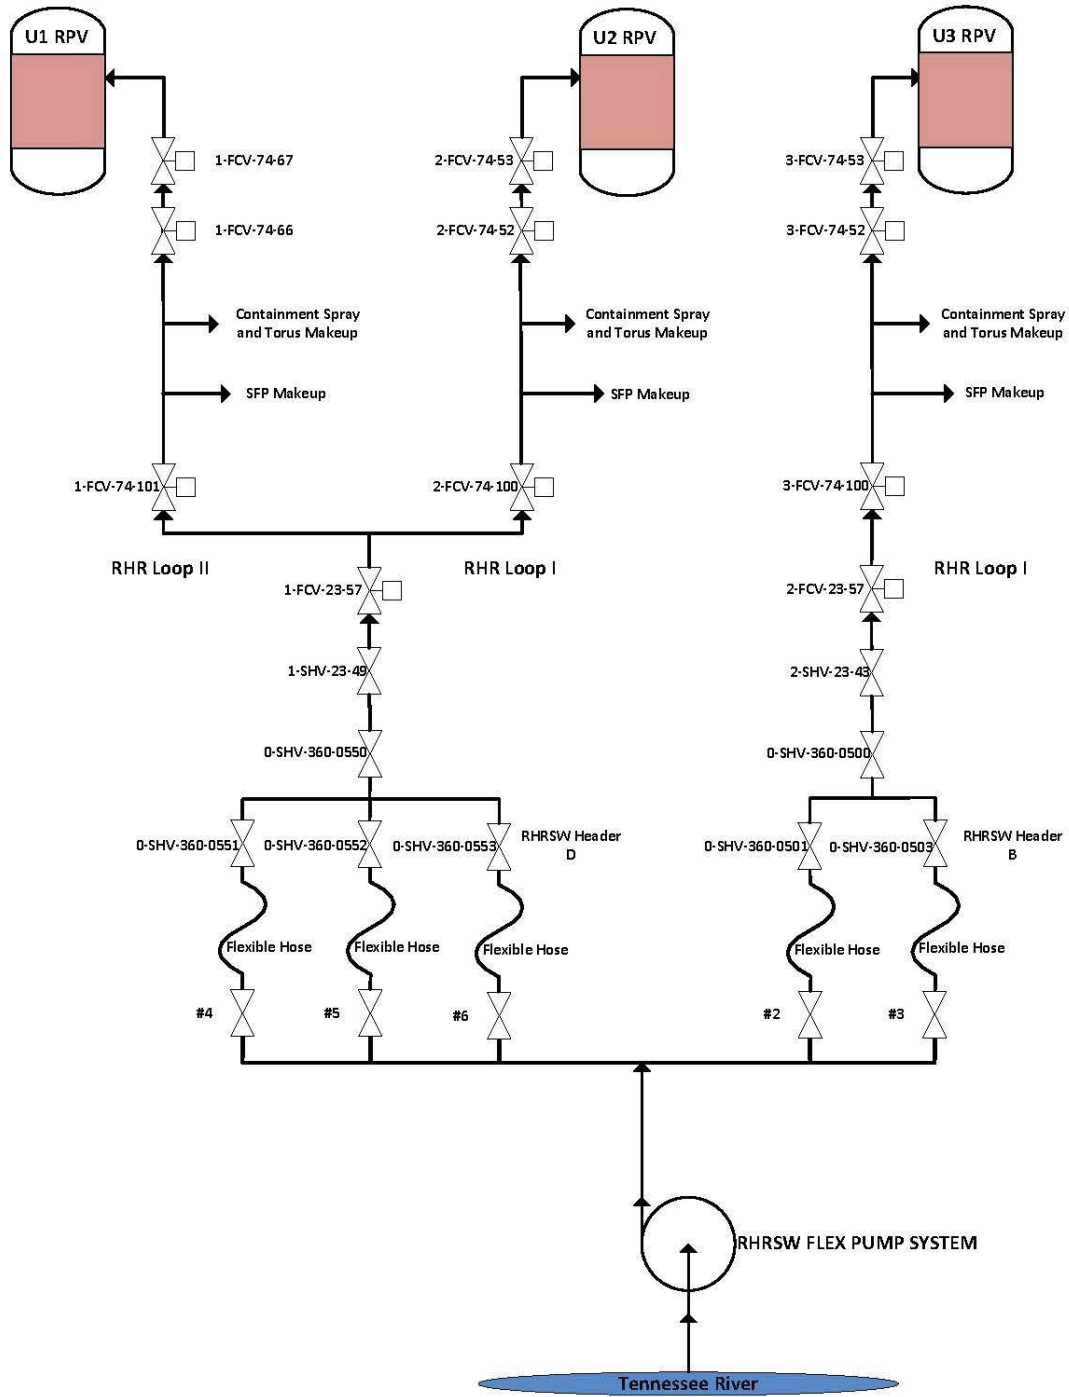 U1 RPV
U2 RPV
U3 RPV
1-FCV-74-67
2-FCV-74-53
3-FCV-74-53
1-FCV-74-66
2-FCV-74-52
3-FCV-74-52
Containment Spray
and Torus Makeup
Containment Spray
and Torus Makeup
Containment Spray
and Torus Makeup
SFP Makeup
SFP Makeup
SFP Makeup
1-FCV-74-101
2-FCV-74-100
3-FCV-74-100
RHR Loop II
RHR Loop I
RHR Loop I
1-FCV-23-57
2-FCV-23-57
1-SHV-23-49
2-SHV-23-43
0-SHV-360-0550
0-SHV-360-0500
0-SHV-360-0551
0-SHV-360-0552
0-SHV-360-0553
RHRSW Header
D
0-SHV-360-0501
0-SHV-360-0503
RHRSW Header
B
Flexible Hose
Flexible Hose
Flexible Hose
Flexible Hose
Flexible Hose
#4
#5
#6
#2
#3
RHRSW FLEX PUMP SYSTEM
Tennessee River